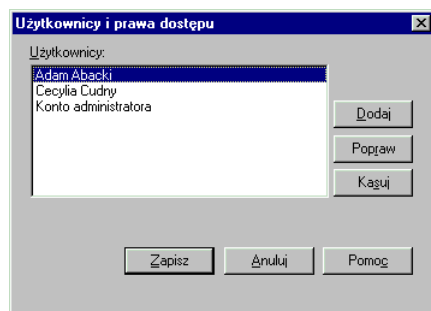 Użytkownicy i prawa dostępu
Użytkownicy:
Adam Abacki
Cecylia Cudny
Konto administratora
Dodaj
Popraw
Kasuj
Zapisz
Anuluj
Pomoc